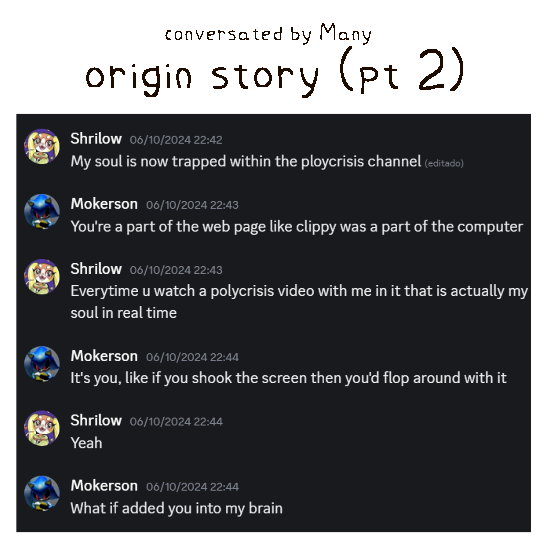 conversated by Many
origin story (pt 2)
Shrilow 06/10/2024 22:42
My soul is now trapped within the ploycrisis channel (editado)
Mokerson 06/10/2024 22:43
You're a part of the web page like clippy was a part of the computer
Shrilow 06/10/2024 22:43
Everytime u watch a polycrisis video with me in it that is actually my
soul in real time
Mokerson 06/10/2024 22:44
It's you, like if you shook the screen then you'd flop around with it
Shrilow 06/10/2024 22:44
Yeah
Mokerson 06/10/2024 22:44
What if added you into my brain